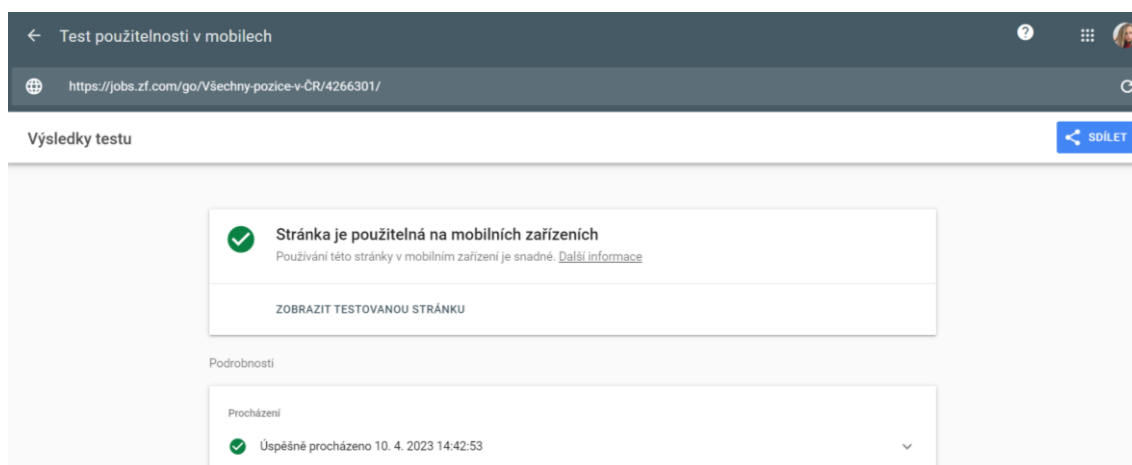 Test použitelnosti v mobilech
https://jobs.zf.com/go/Všechny-pozice-v-ČR/4266301/
Výsledky testu
SDÍLET
Stránka je použitelná na mobilních zařízeních
Používání této stránky v mobilním zařízení je snadné. Další informace
ZOBRAZIT TESTOVANOU STRÁNKU
Podrobnosti
Procházení
Úspěšně procházeno 10. 4. 2023 14:42:53